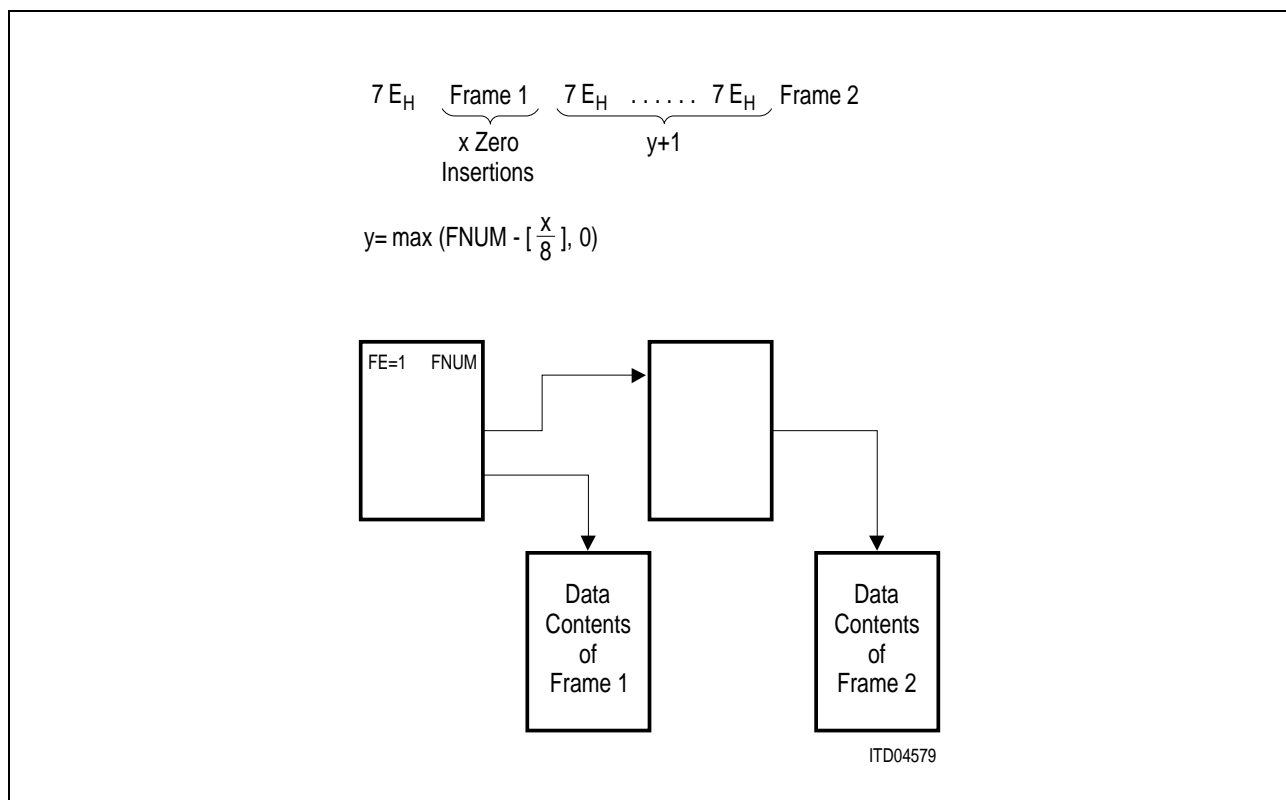 7 E_H Frame 1 7 E_H . . . . . . 7 E_H Frame 2
x Zero y+1
Insertions
y= max (FNUM - [ x/8 ], 0)
FE=1 FNUM
Data
Contents
of
Frame 1
Data
Contents
of
Frame 2
ITD04579